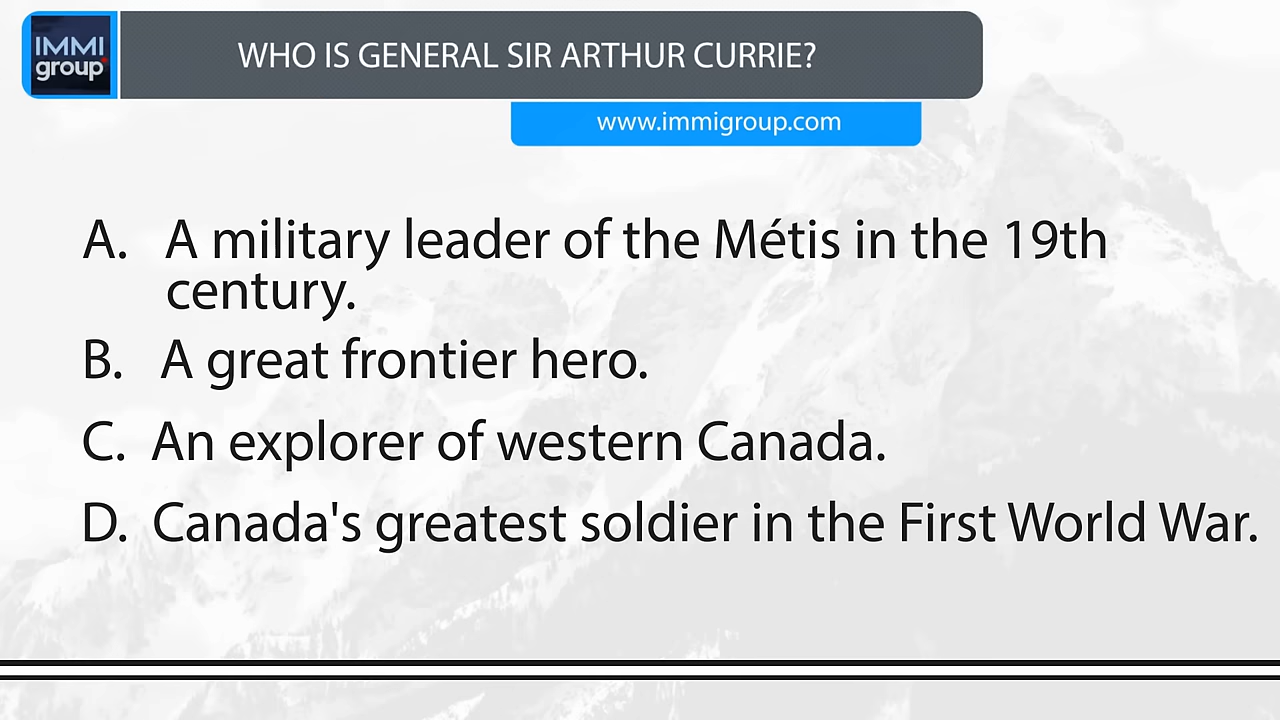 IMMI
group
WHO IS GENERAL SIR ARTHUR CURRIE?
www.immigroup.com
A. A military leader of the Métis in the 19th
century.
B. A great frontier hero.
C. An explorer of western Canada.
D. Canada's greatest soldier in the First World War.